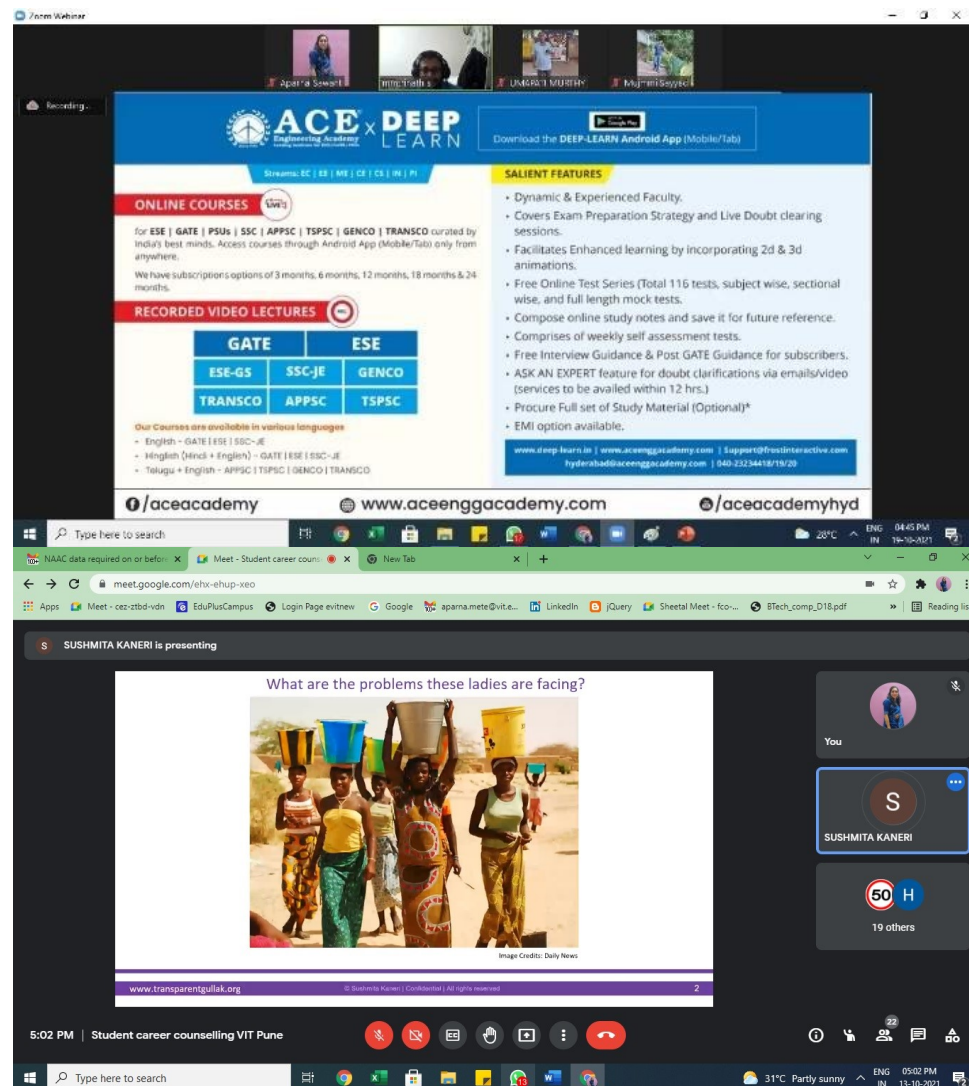 Zoom Webinar
Aparna Sawant
UMAPATI MURTHY
Mujmmi Sayyed
Recording...
ACE x DEEP LEARN
Engineering Academy
Download the DEEP-LEARN Android App (Mobile/Tab)
Streams: EC | EE | ME | CE | CS | IN | PI
SALIENT FEATURES
ONLINE COURSES
for ESE | GATE | PSUs | SSC | APPSC | TSPSC | GENCO | TRANSCO curated by
India's best minds. Access courses through Android App (Mobile/Tab) only from
anywhere.
We have subscriptions options of 3 months, 6 months, 12 months, 18 months & 24
months.
RECORDED VIDEO LECTURES
GATE ESE
ESE-GS SSC-JE GENCO
TRANSCO APPSC TSPSC
Our Courses are available in various languages
- English - GATE | ESE | SSC-JE
- Hinglish (Hindi + English) - GATE | ESE | SSC-JE
- Telugu + English - APPSC | TSPSC | GENCO | TRANSCO
• Dynamic & Experienced Faculty.
• Covers Exam Preparation Strategy and Live Doubt clearing
sessions.
• Facilitates Enhanced learning by incorporating 2d & 3d
animations.
• Free Online Test Series (Total 116 tests, subject wise, sectional
wise, and full length mock tests.
• Compose online study notes and save it for future reference.
• Comprises of weekly self assessment tests.
• Free Interview Guidance & Post GATE Guidance for subscribers.
• ASK AN EXPERT feature for doubt clarifications via emails/video
(services to be availed within 12 hrs.)
• Procure Full set of Study Material (Optional)*
• EMI option available.
www.deep-learn.in | www.aceenggacademy.com | Support@frostinteractive.com
hyderabad@aceenggacademy.com | 040-23234418/19/20
/aceacademy
www.aceenggacademy.com
/aceacademyhyd
Type here to search
28°C
ENG
IN
04:45 PM
19-10-2021
NAAC data required on or before
Meet - Student career couns
New Tab
meet.google.com/ehx-ehup-xeo
Apps
Meet - cez-ztbd-vdn
EduPlusCampus
Login Page evitnew
Google
aparna.mete@vit.e...
LinkedIn
jQuery
Sheetal Meet - fco-...
BTech_comp_D18.pdf
Reading lis
S SUSHMITA KANERI is presenting
What are the problems these ladies are facing?
Image Credits: Daily News
www.transparentgullak.org
© Sushmita Kaneri | Confidential | All rights reserved
2
You
S
SUSHMITA KANERI
50 H
19 others
5:02 PM | Student career counselling VIT Pune
22
Type here to search
31°C Partly sunny
ENG
IN
05:02 PM
13-10-2021